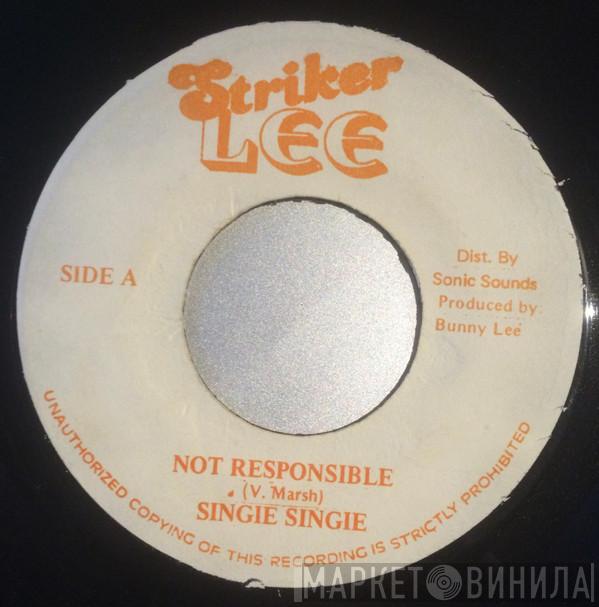 Striker
LEE
SIDE A
Dist. By
Sonic Sounds
Produced by:
Bunny Lee
NOT RESPONSIBLE
(V. Marsh)
SINGIE SINGIE
UNAUTHORIZED COPYING OF THIS RECORDING IS STRICTLY PROHIBITED
МАРКЕТ ВИНИЛА